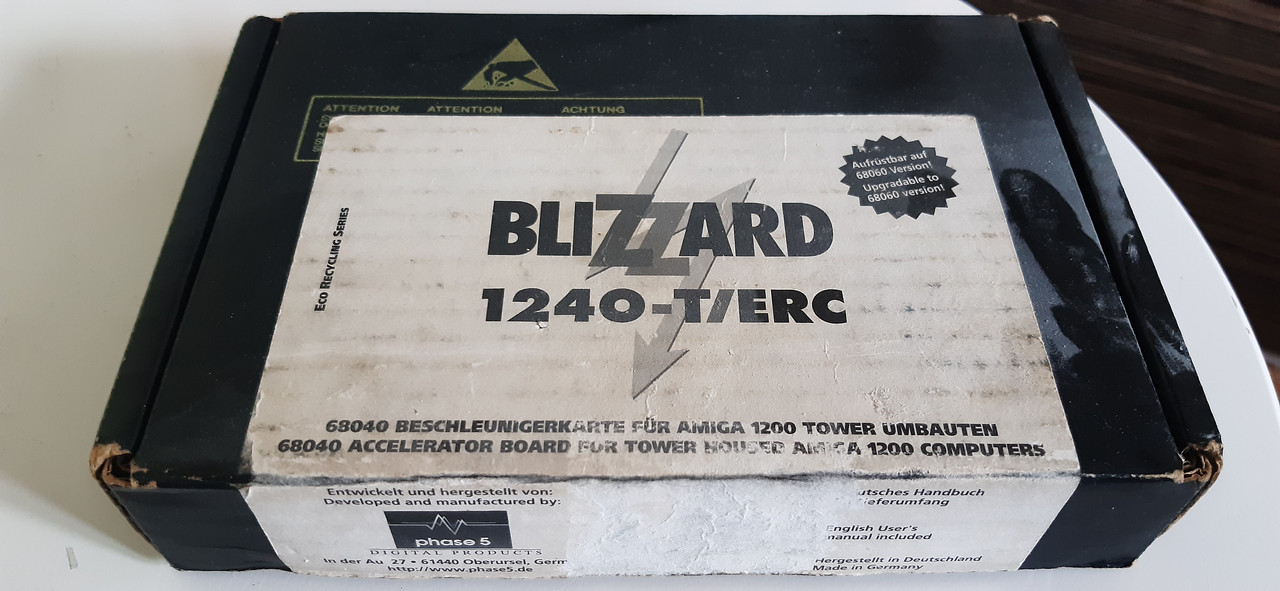 ATTENTION ATTENTION ACHTUNG
Aufrüstbar auf
68060 Version!
Upgradable to
68060 version!
BLIZZARD
1240-T/ERC
ECO RECYCLING SERIES
68040 BESCHLEUNIGERKARTE FÜR AMIGA 1200 TOWER UMBAUTEN
68040 ACCELERATOR BOARD FOR TOWER HOUSED AMIGA 1200 COMPUTERS
Entwickelt und hergestellt von:
Developed and manufactured by:
phase 5
DIGITAL PRODUCTS
In der Au 27 • 61440 Oberursel, Germ
http://www.phase5.de
utsches Handbuch
ieferumfang
English User's
manual included
Hergestellt in Deutschland
Made in Germany